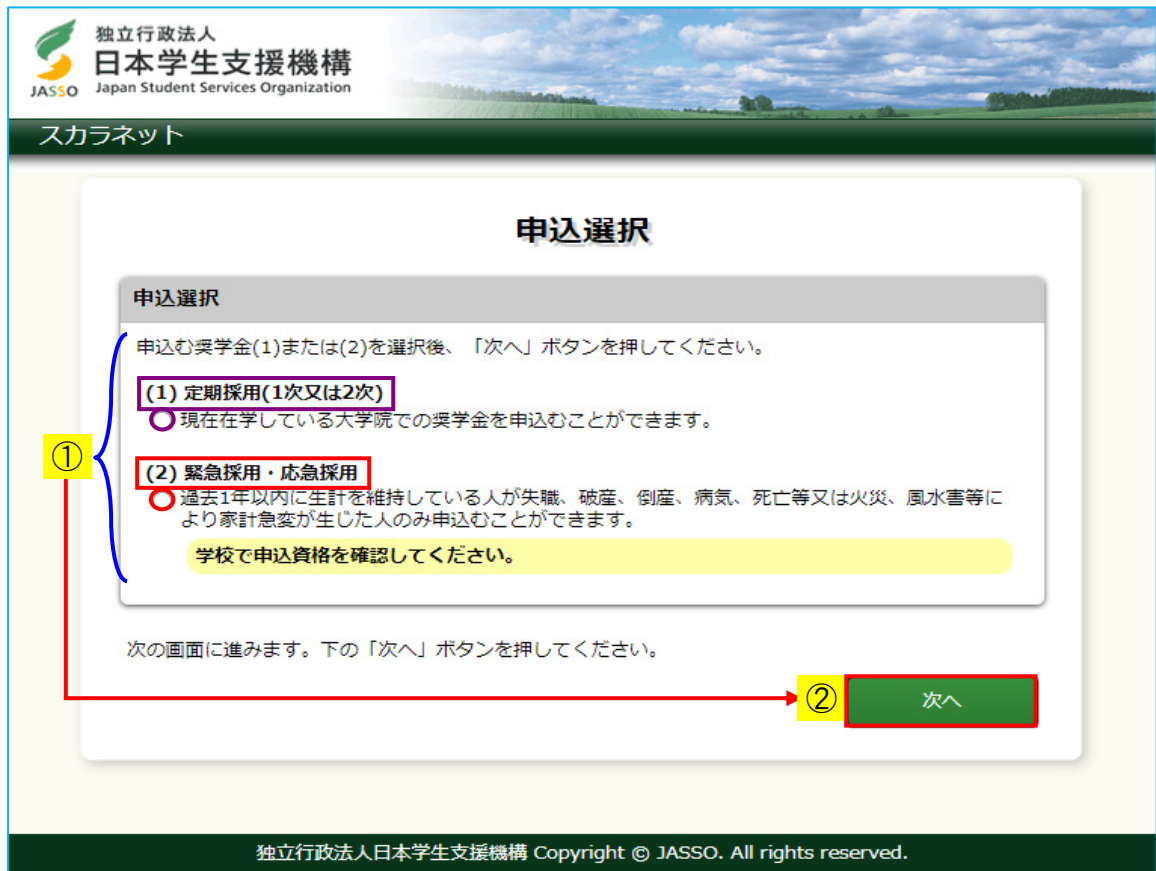 独立行政法人
日本学生支援機構
JASSO Japan Student Services Organization
スカラネット
申込選択
申込選択
申込む奨学金(1)または(2)を選択後、「次へ」ボタンを押してください。
(1) 定期採用(1次又は2次)
現在在学している大学院での奨学金を申込むことができます。
①
(2) 緊急採用・応急採用
過去1年以内に生計を維持している人が失職、破産、倒産、病気、死亡等又は火災、風水害等に
より家計急変が生じた人のみ申込むことができます。
学校で申込資格を確認してください。
次の画面に進みます。下の「次へ」ボタンを押してください。
② 次へ
独立行政法人日本学生支援機構 Copyright © JASSO. All rights reserved.